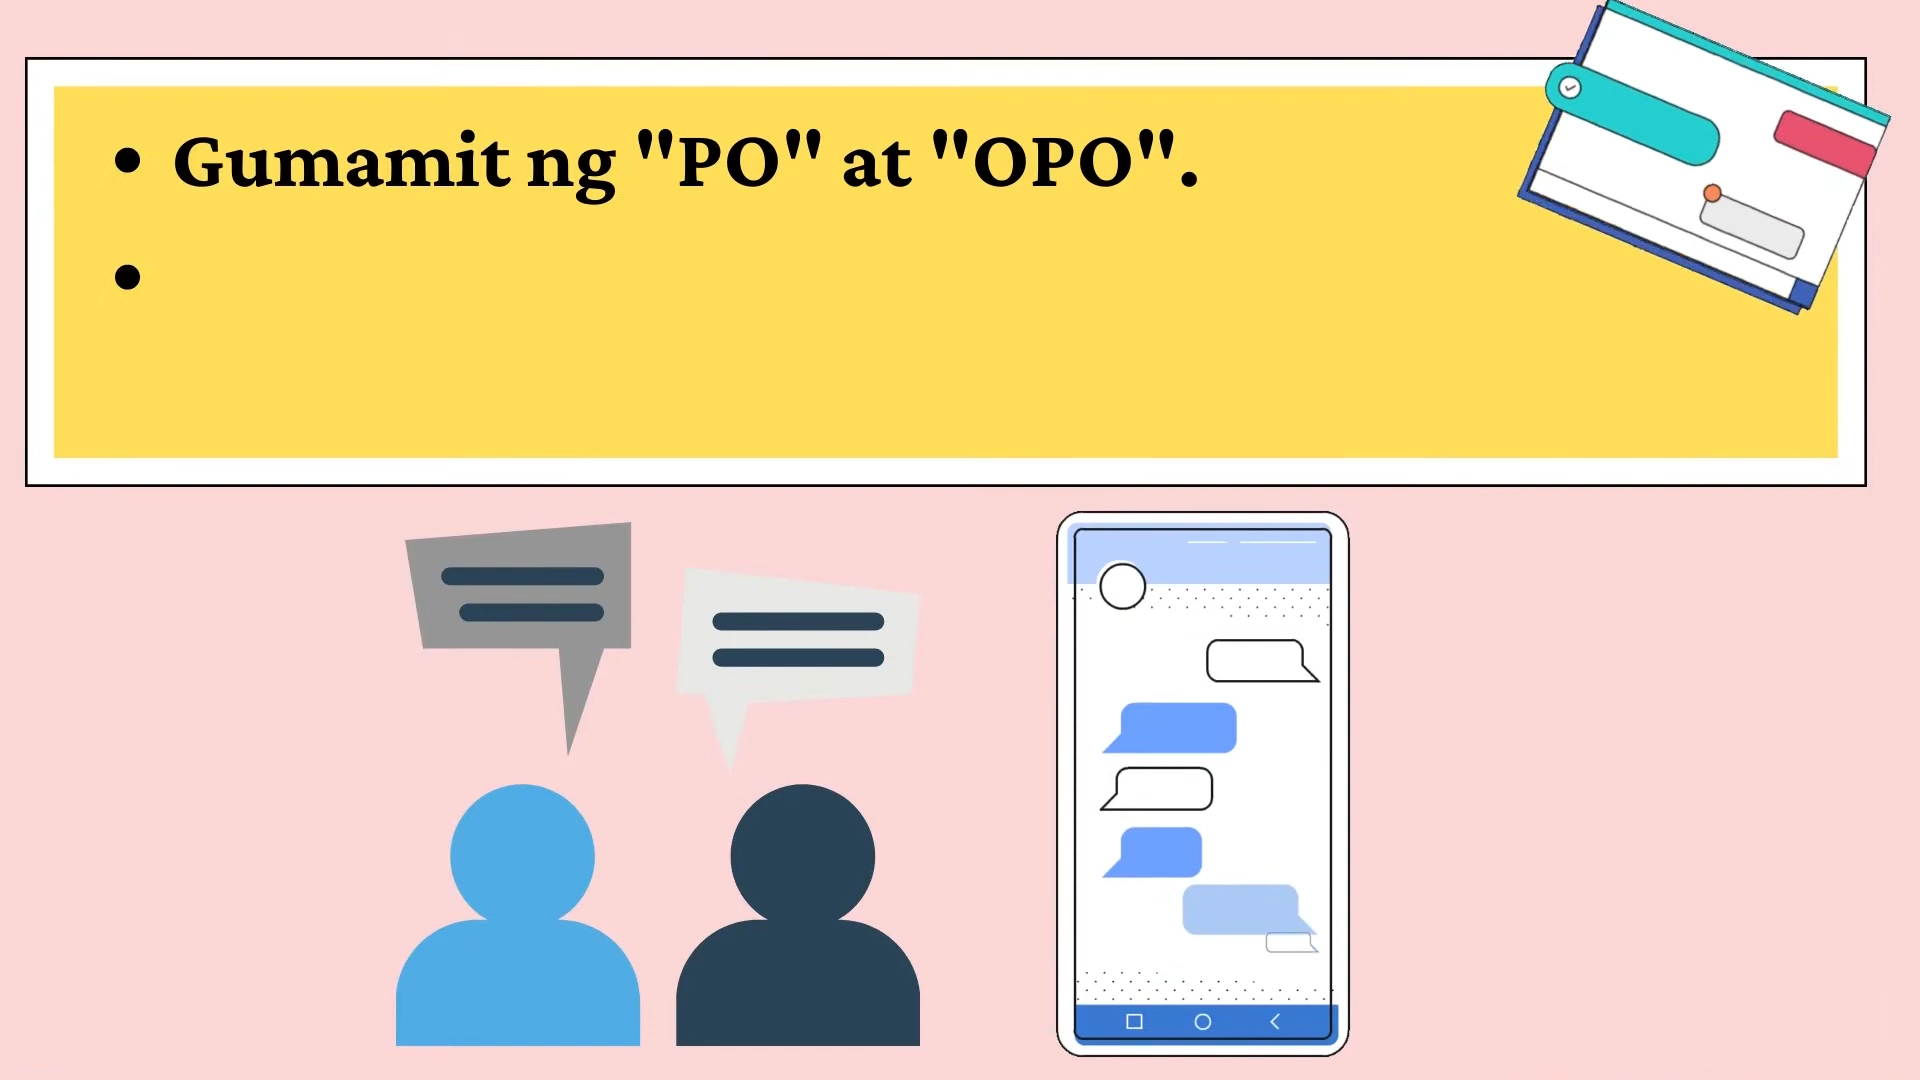 • Gumamit ng "PO" at "OPO".
•